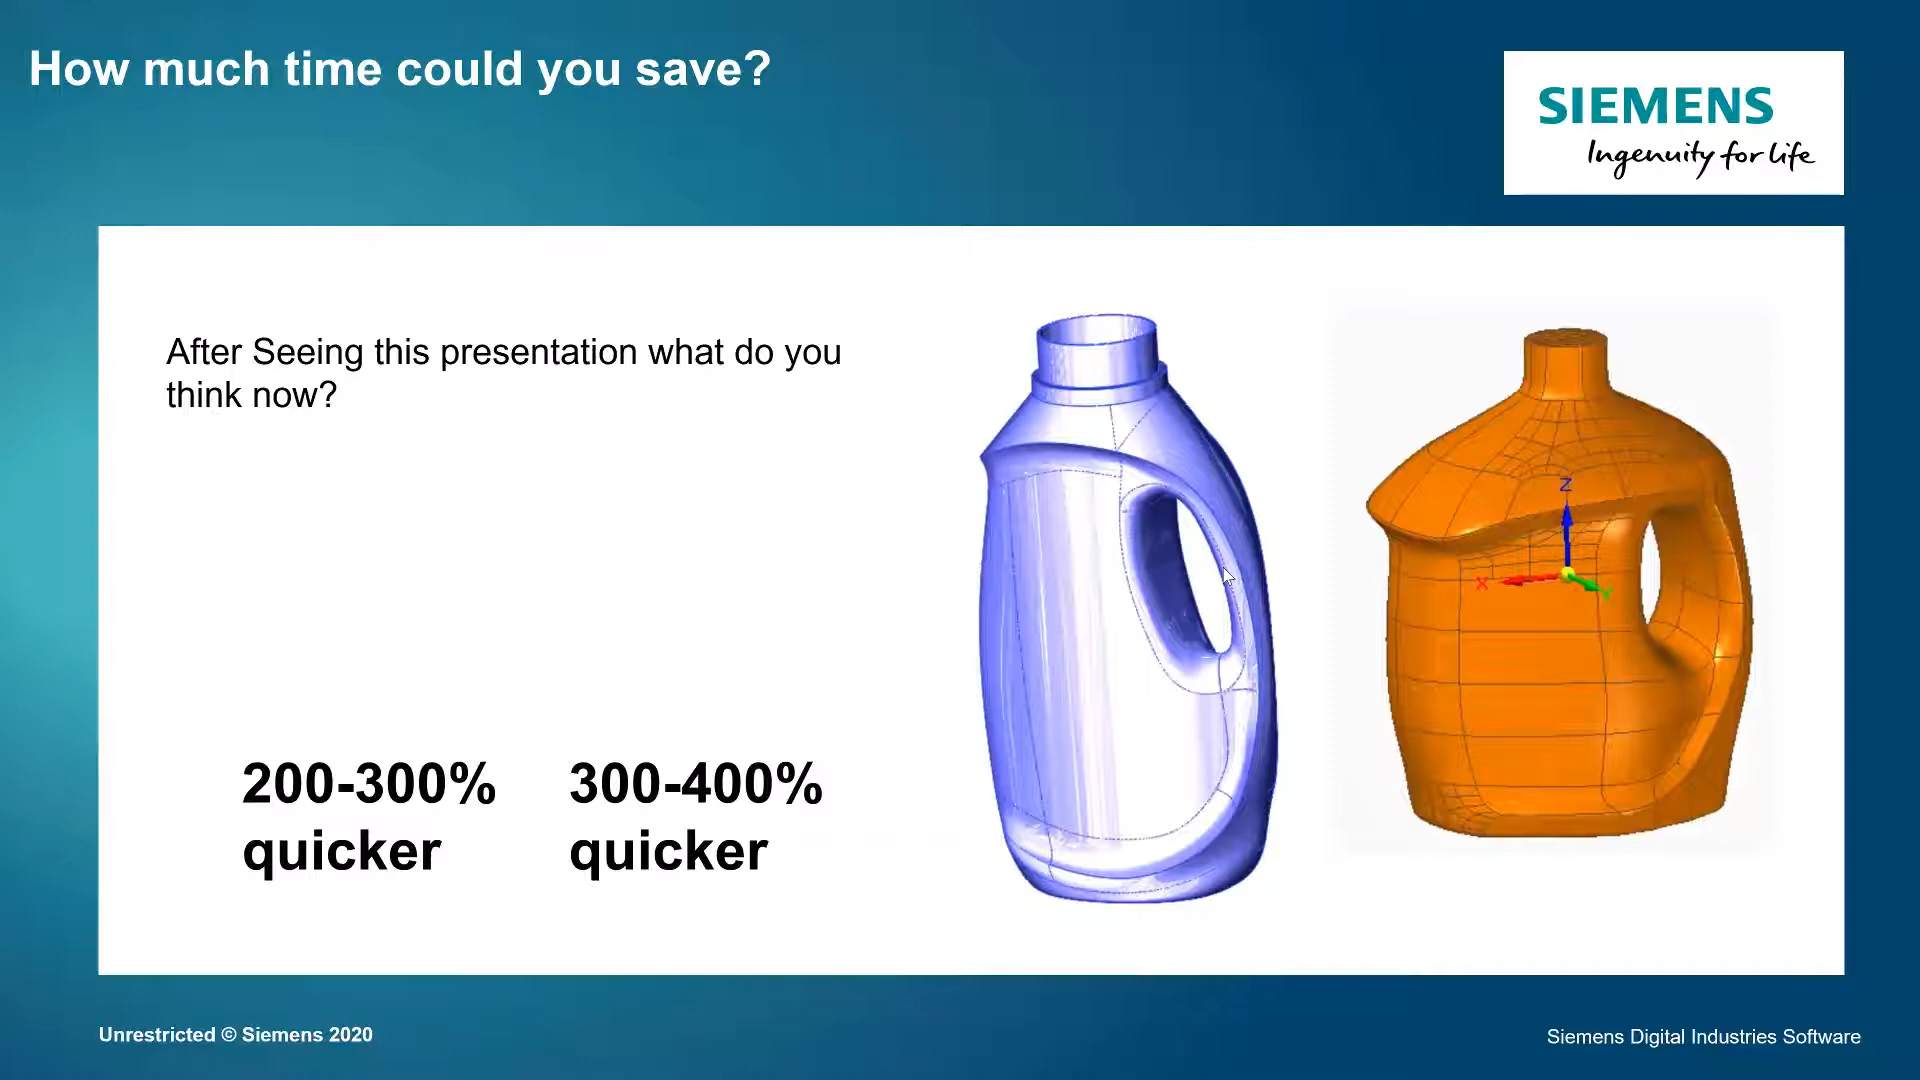 How much time could you save?
SIEMENS
Ingenuity for life
After Seeing this presentation what do you
think now?
200-300%
quicker
300-400%
quicker
Z
X
Y
Unrestricted © Siemens 2020
Siemens Digital Industries Software